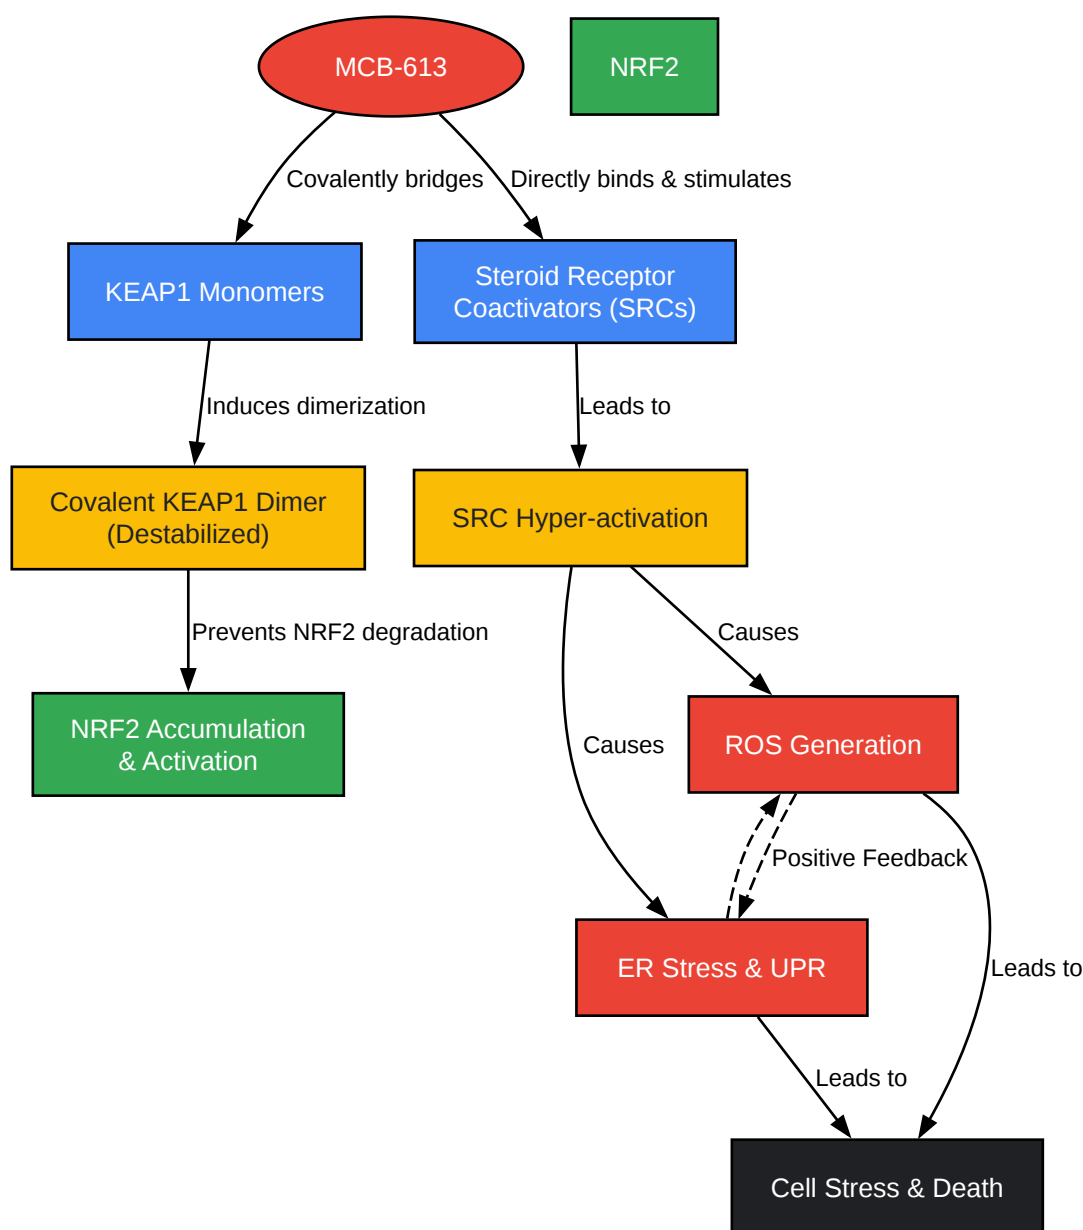 MCB-613
NRF2
Covalently bridges
Directly binds & stimulates
KEAP1 Monomers
Steroid Receptor
Coactivators (SRCs)
Induces dimerization
Leads to
Covalent KEAP1 Dimer
(Destabilized)
SRC Hyper-activation
Prevents NRF2 degradation
Causes
NRF2 Accumulation
& Activation
Causes
ROS Generation
Positive Feedback
ER Stress & UPR
Leads to
Leads to
Cell Stress & Death